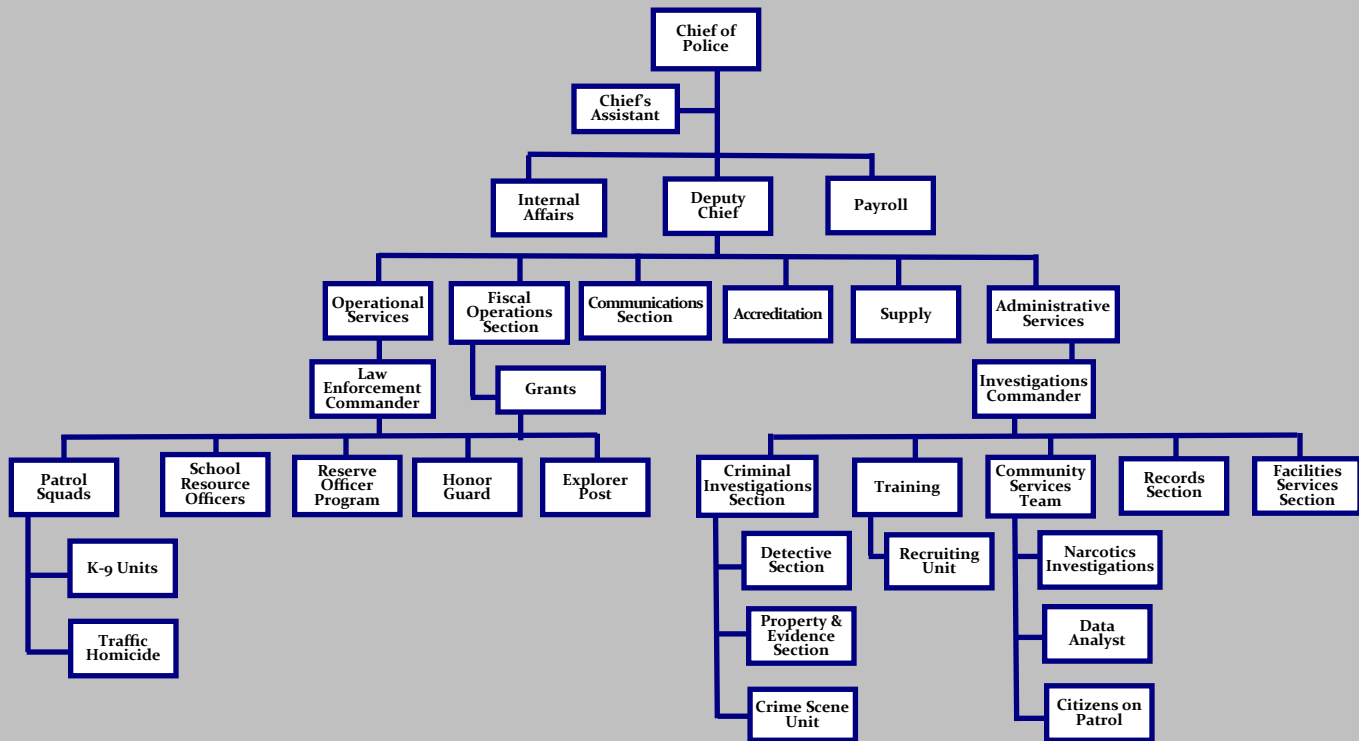 Chief of
Police
Chief's
Assistant
Internal
Affairs
Deputy
Chief
Payroll
Operational
Services
Fiscal
Operations
Section
Communications
Section
Accreditation
Supply
Administrative
Services
Law
Enforcement
Commander
Grants
Investigations
Commander
Patrol
Squads
School
Resource
Officers
Reserve
Officer
Program
Honor
Guard
Explorer
Post
Criminal
Investigations
Section
Training
Community
Services
Team
Records
Section
Facilities
Services
Section
K-9 Units
Traffic
Homicide
Detective
Section
Property &
Evidence
Section
Crime Scene
Unit
Recruiting
Unit
Narcotics
Investigations
Data
Analyst
Citizens on
Patrol